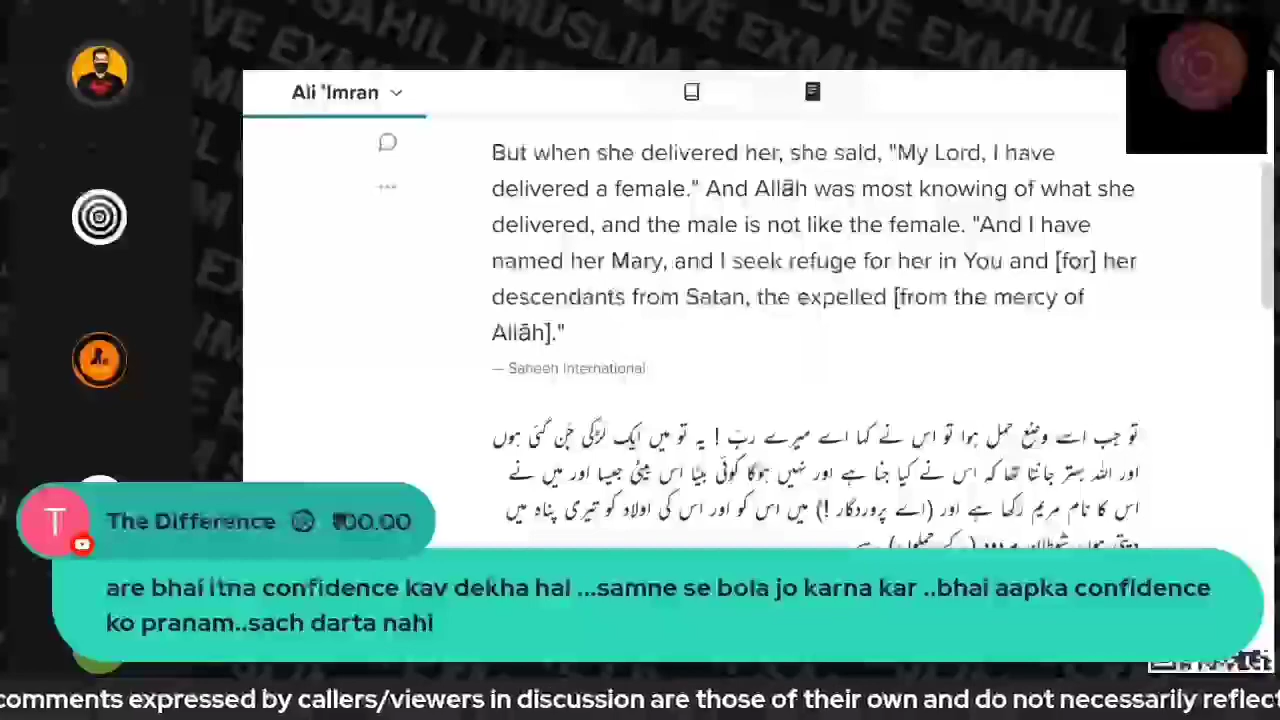 Ali 'Imran
But when she delivered her, she said, "My Lord, I have
delivered a female." And Allāh was most knowing of what she
delivered, and the male is not like the female. "And I have
named her Mary, and I seek refuge for her in You and [for] her
descendants from Satan, the expelled [from the mercy of
Allāh]."
— Saheeh International
تو جب اسے وضع حمل ہوا تو اس نے کہا اے میرے ربّ ! یہ تو میں ایک لڑکی جَن گئی ہوں
اور اللہ بہتر جانتا تھا کہ اس نے کیا جنا ہے اور نہیں ہوگا کوئی بیٹا اس بیٹی جیسا اور میں نے
اس کا نام مریم رکھا ہے اور (اے پروردگار !) میں اس کو اور اس کی اولاد کو تیری پناہ میں
T
The Difference
are bhai itna confidence kav dekha hai ...samne se bola jo karna kar ..bhai aapka confidence
ko pranam..sach darta nahi
comments expressed by callers/viewers in discussion are those of their own and do not necessarily reflect